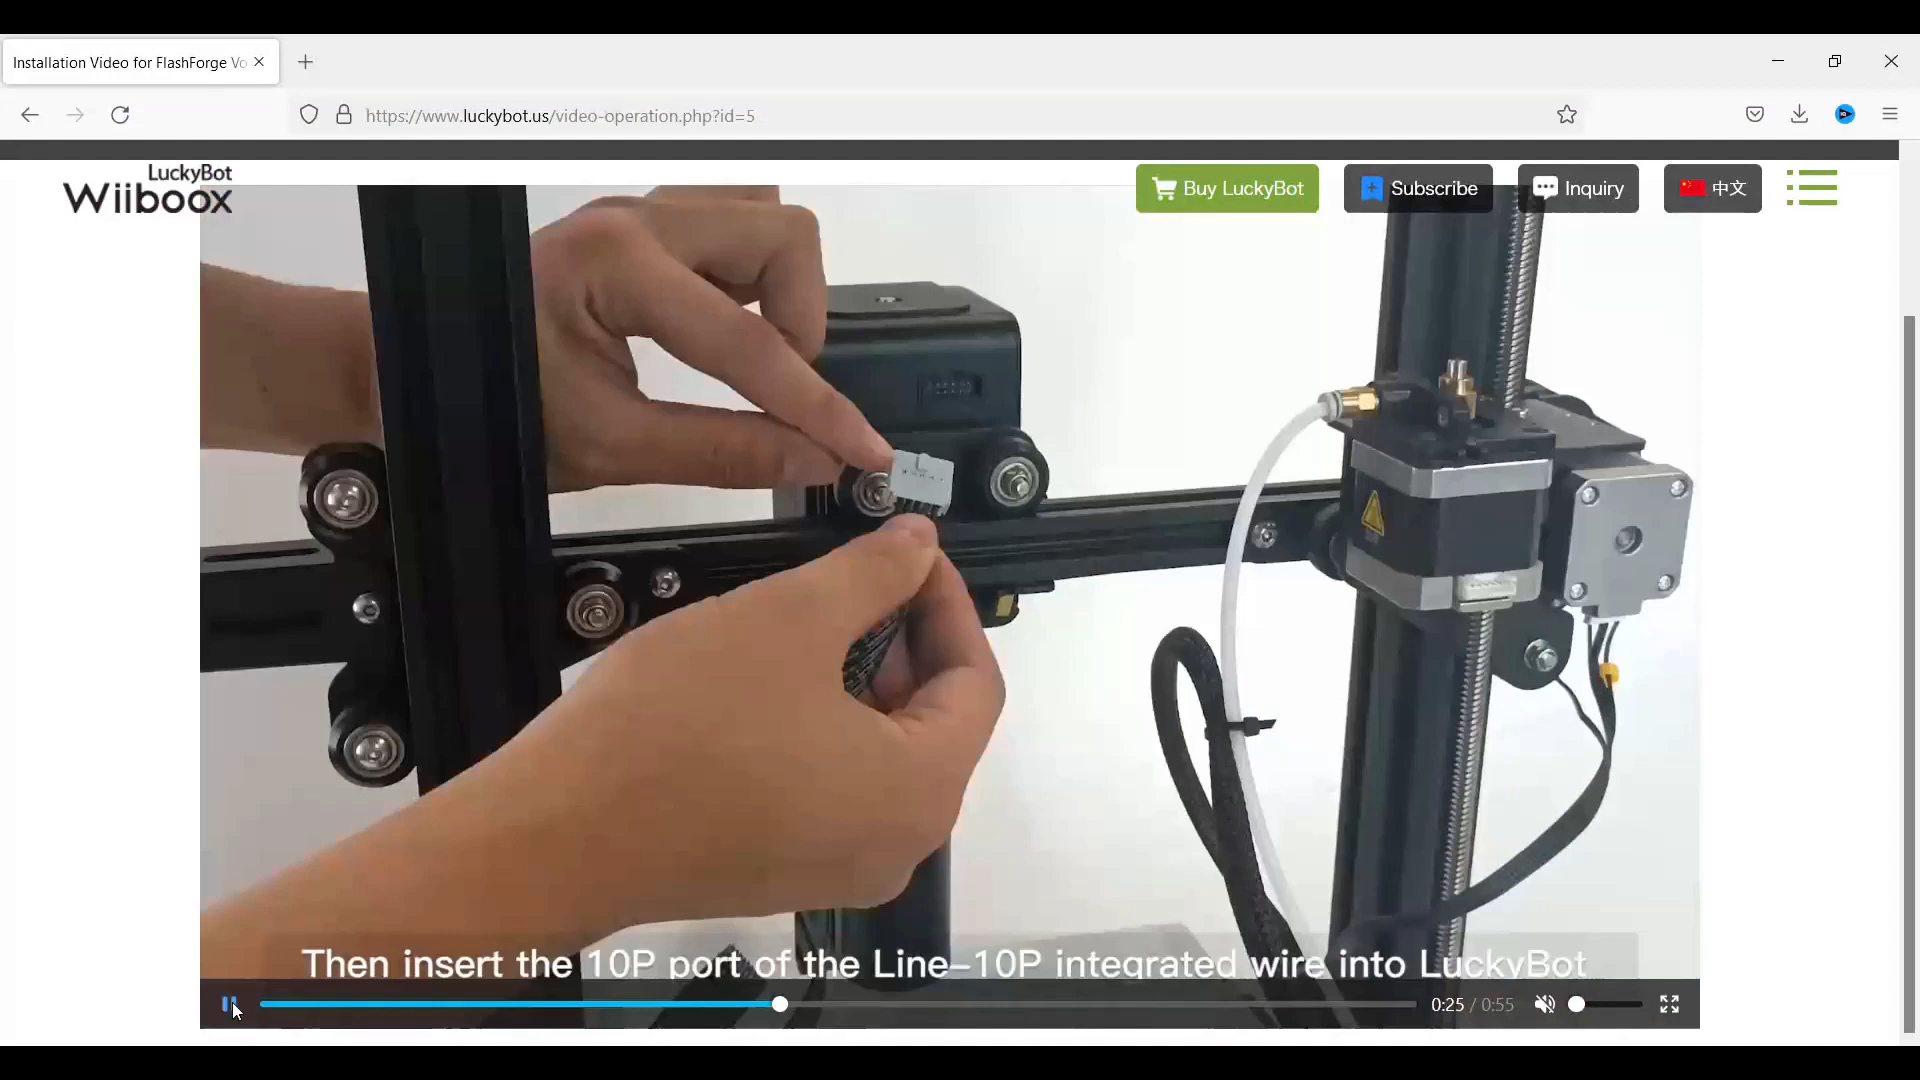 Installation Video for FlashForge Vo
https://www.luckybot.us/video-operation.php?id=5
LuckyBot
Wiiboox
Buy LuckyBot
Subscribe
Inquiry
中文
Then insert the 10P port of the Line-10P integrated wire into LuckyBot
0:25 / 0:55